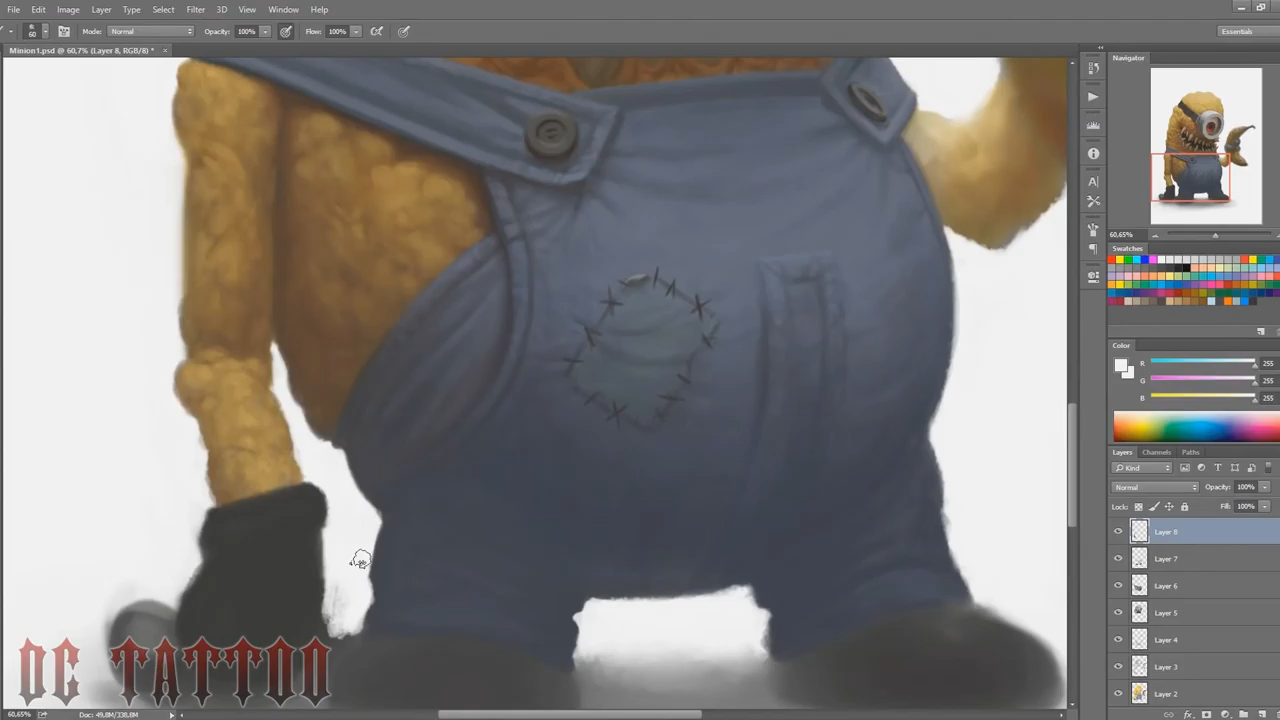 File Edit Image Layer Type Select Filter 3D View Window Help
60 Mode: Normal Opacity: 100% Flow: 100% Essentials
Minion1.psd @ 60,7% (Layer 8, RGB/8) * ×
Navigator
60,65%
Swatches
Color
R 255
G 255
B 255
Layers Channels Paths
Kind
Normal Opacity: 100%
Lock: Fill: 100%
Layer 8
Layer 7
Layer 6
Layer 5
Layer 4
Layer 3
Layer 2
DC TATTOO
60,65% Doc: 49,8M/338,8M